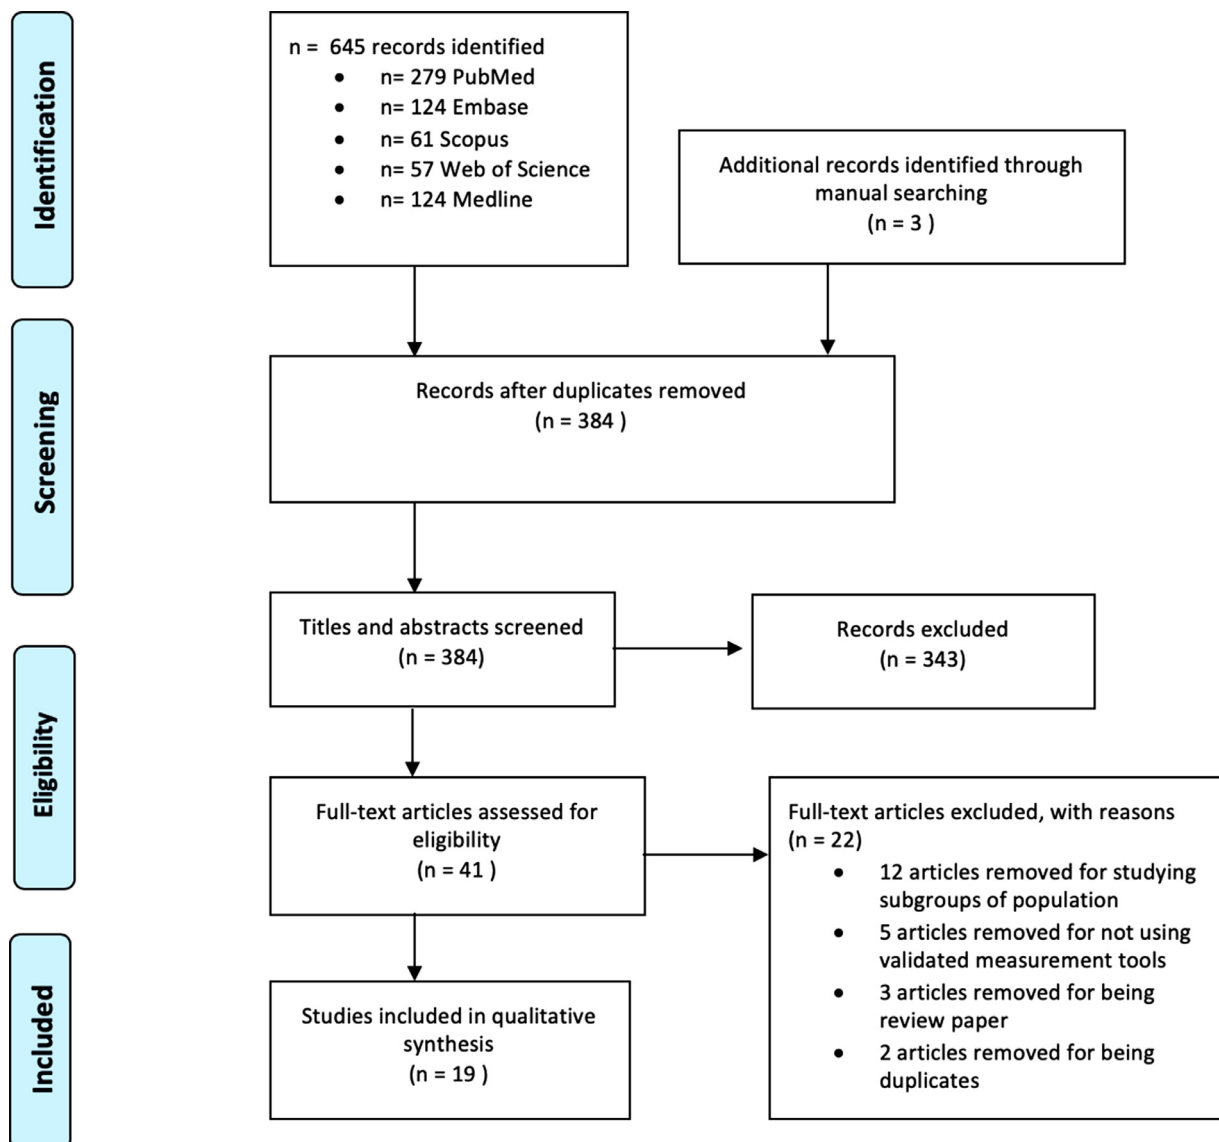 Identification
n =  645 records identified
• n= 279 PubMed
• n= 124 Embase
• n= 61 Scopus
• n= 57 Web of Science
• n= 124 Medline
Additional records identified through
manual searching
(n = 3 )
Screening
Records after duplicates removed
(n = 384 )
Titles and abstracts screened
(n = 384)
Records excluded
(n = 343)
Eligibility
Full-text articles assessed for
eligibility
(n = 41 )
Full-text articles excluded, with reasons
(n = 22)
• 12 articles removed for studying
subgroups of population
• 5 articles removed for not using
validated measurement tools
• 3 articles removed for being
review paper
• 2 articles removed for being
duplicates
Included
Studies included in qualitative
synthesis
(n = 19 )